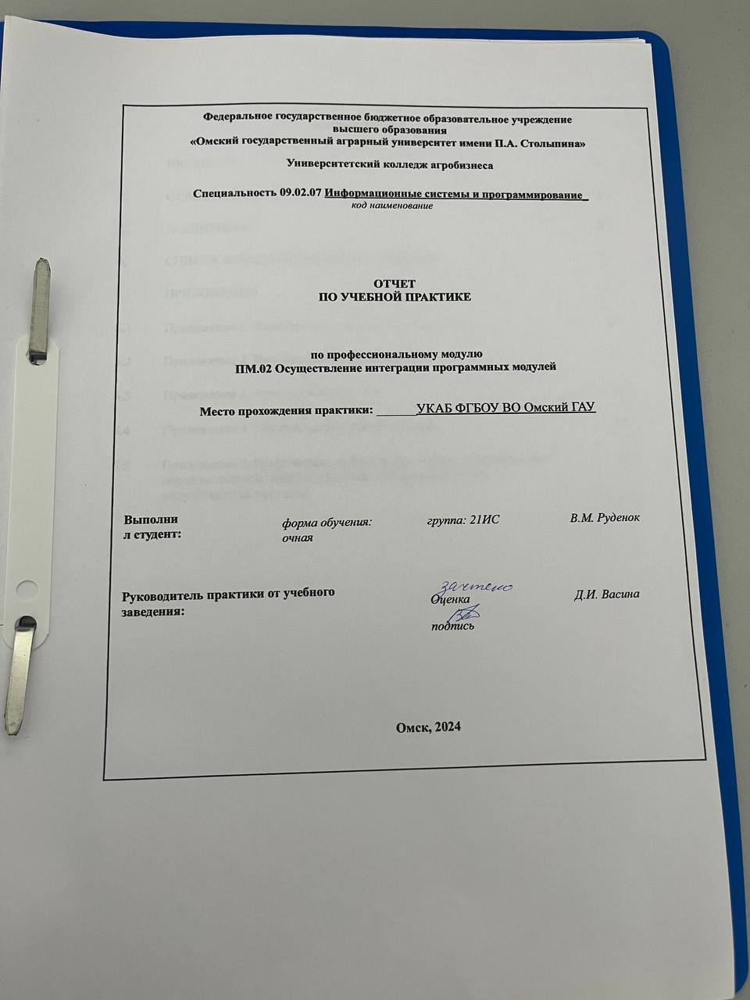 Федеральное государственное бюджетное образовательное учреждение
высшего образования
«Омский государственный аграрный университет имени П.А. Столыпина»
Университетский колледж агробизнеса
Специальность 09.02.07 Информационные системы и программирование_
код наименование
ОТЧЕТ
ПО УЧЕБНОЙ ПРАКТИКЕ
по профессиональному модулю
ПМ.02 Осуществление интеграции программных модулей
Место прохождения практики: ______УКАБ ФГБОУ ВО Омский ГАУ
Выполни
л студент:
форма обучения:
очная
группа: 21ИС
В.М. Руденок
Руководитель практики от учебного
заведения:
зачтено
Оценка
подпись
Д.И. Васина
Омск, 2024